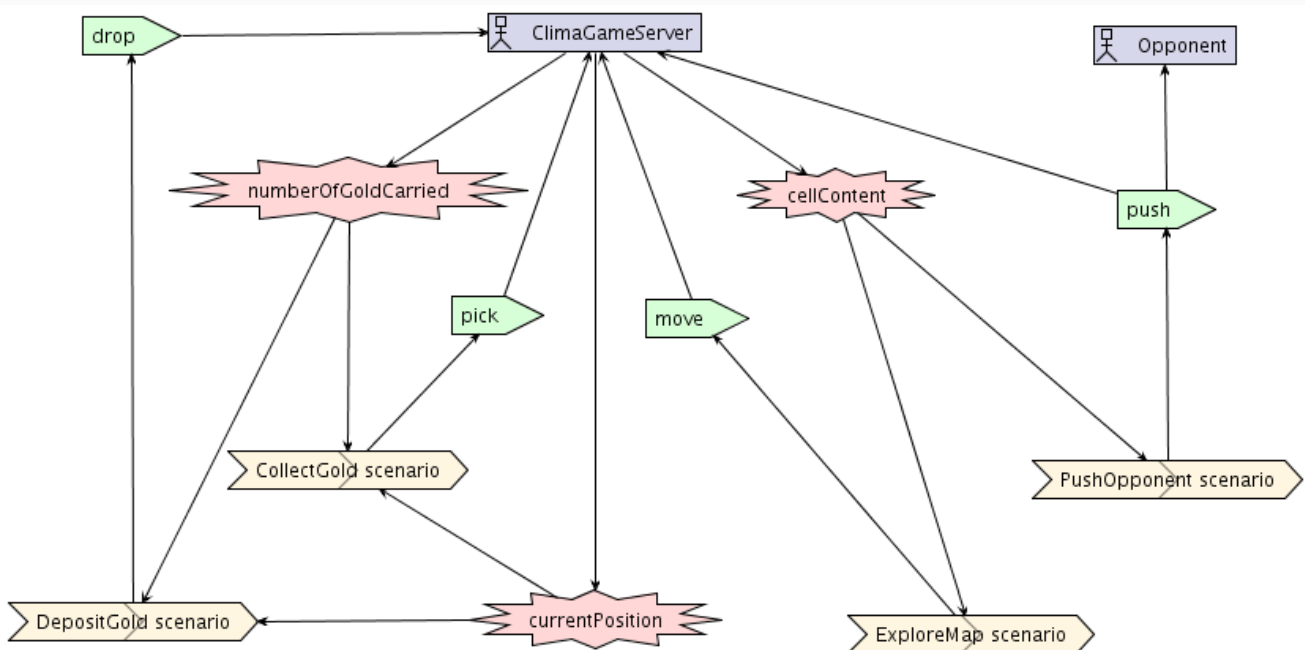 drop
ClimaGameServer
Opponent
numberOfGoldCarried
cellContent
push
pick
move
CollectGold scenario
PushOpponent scenario
DepositGold scenario
currentPosition
ExploreMap scenario